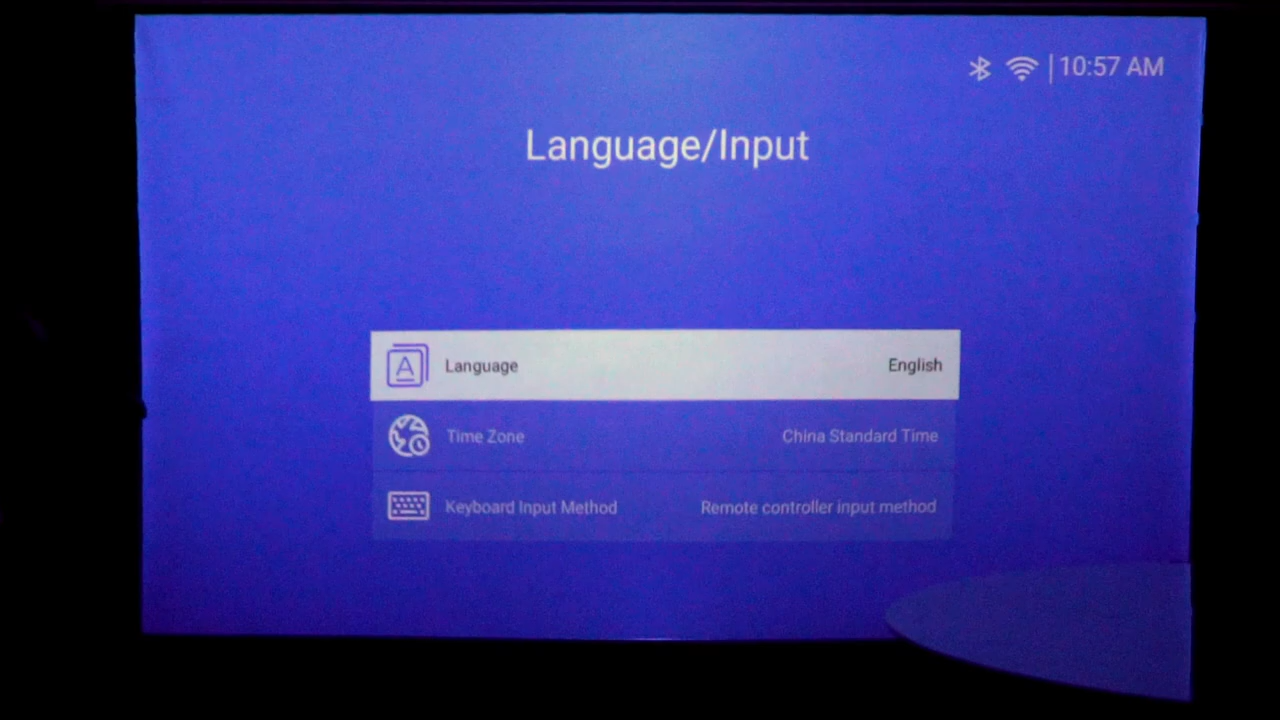 10:57 AM
Language/Input
A Language English
Time Zone China Standard Time
Keyboard Input Method Remote controller input method